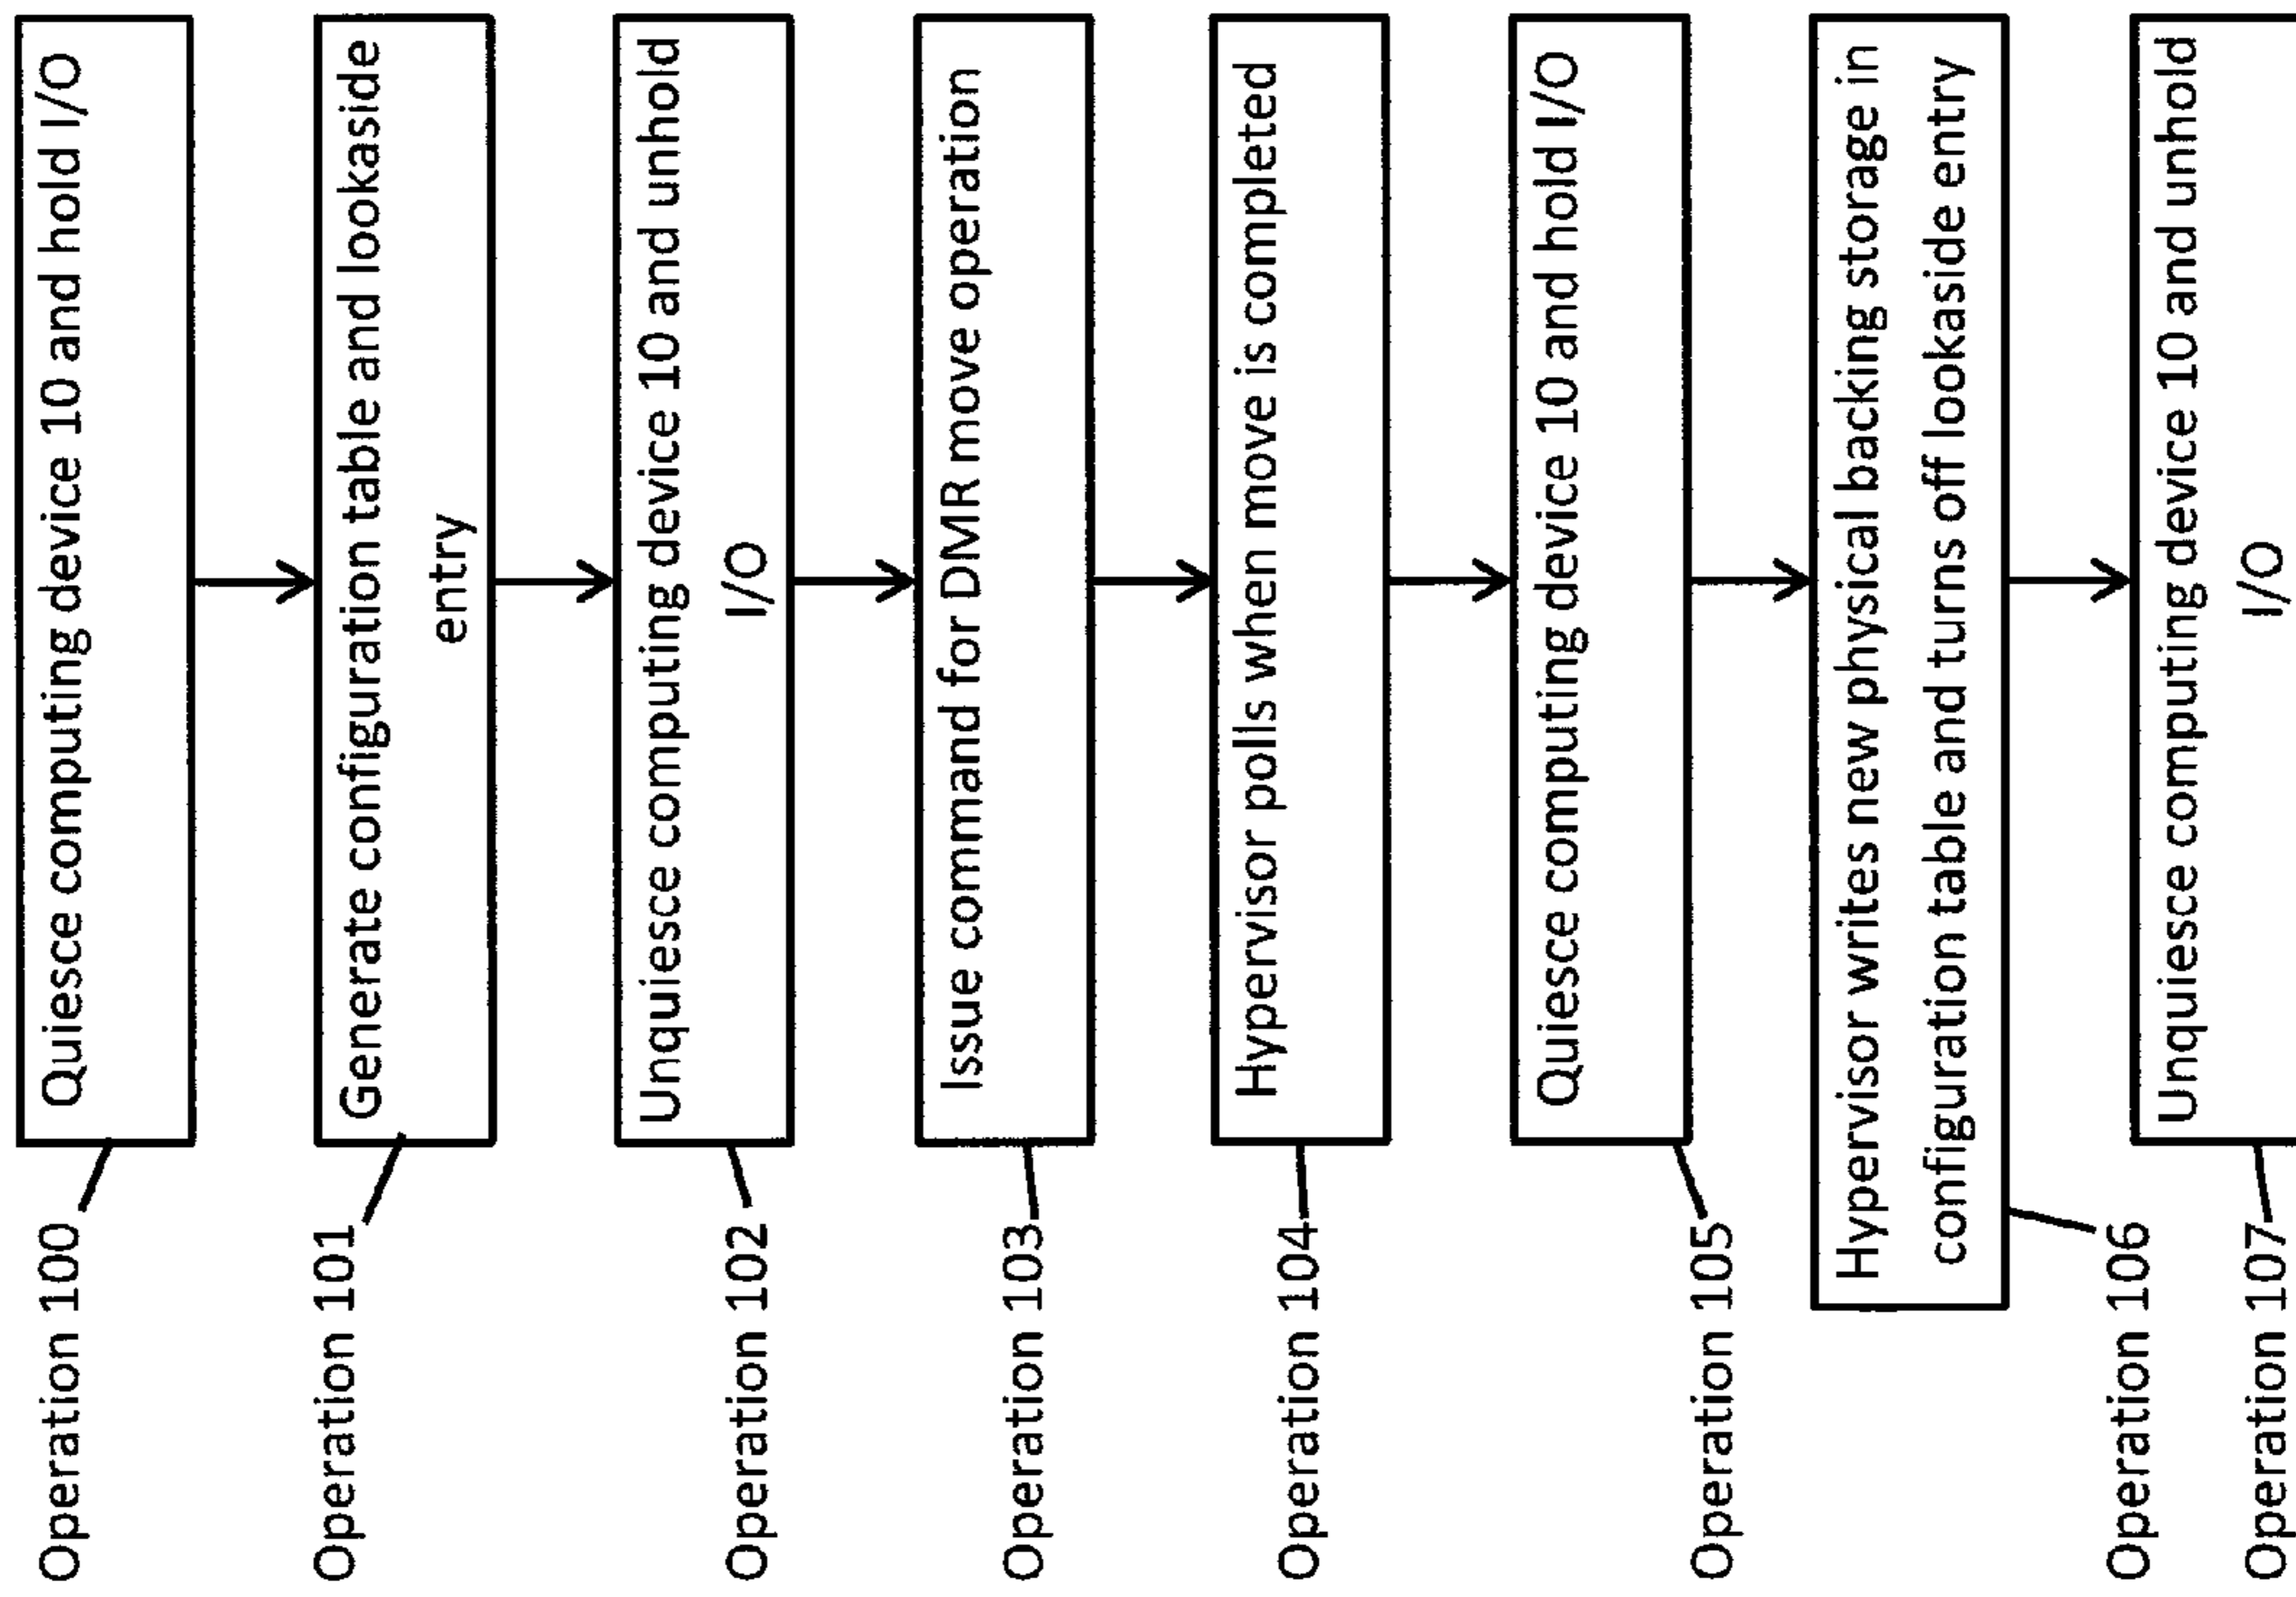 Operation 100
Quiesce computing device 10 and hold I/O
Operation 101
Generate configuration table and lookaside
entry
Operation 102
Unquiesce computing device 10 and unhold
I/O
Operation 103
Issue command for DMR move operation
Operation 104
Hypervisor polls when move is completed
Operation 105
Quiesce computing device 10 and hold I/O
Operation 106
Hypervisor writes new physical backing storage in
configuration table and turns off lookaside entry
Operation 107
Unquiesce computing device 10 and unhold
I/O